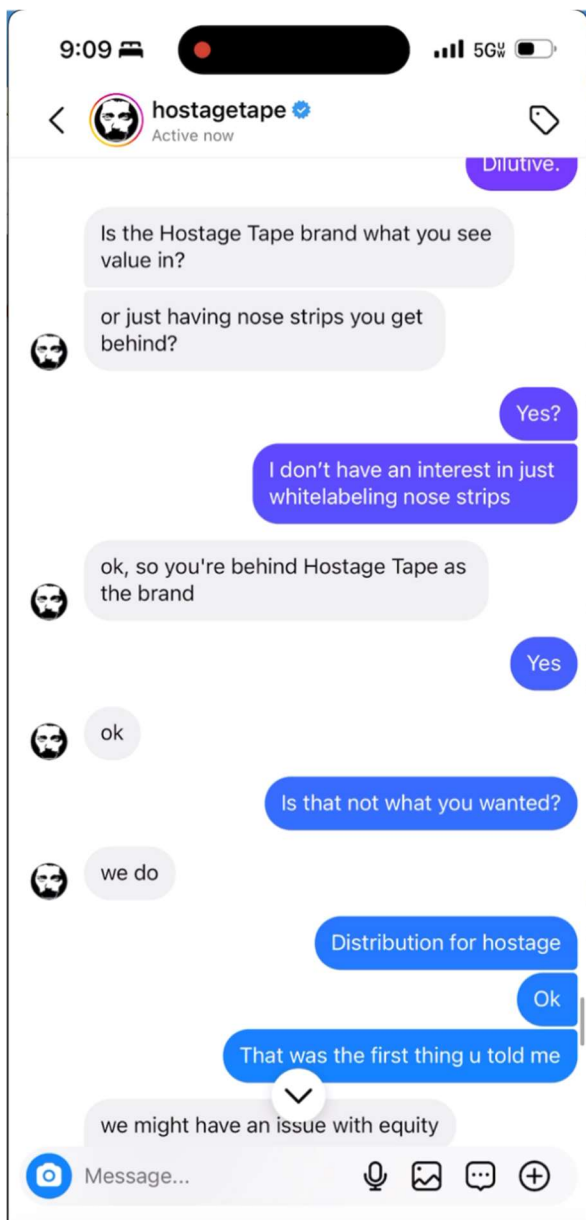 9:09
5GUW
hostagetape
Active now
Dilutive.
Is the Hostage Tape brand what you see
value in?
or just having nose strips you get
behind?
Yes?
I don't have an interest in just
whitelabeling nose strips
ok, so you're behind Hostage Tape as
the brand
Yes
ok
Is that not what you wanted?
we do
Distribution for hostage
Ok
That was the first thing u told me
we might have an issue with equity
Message...